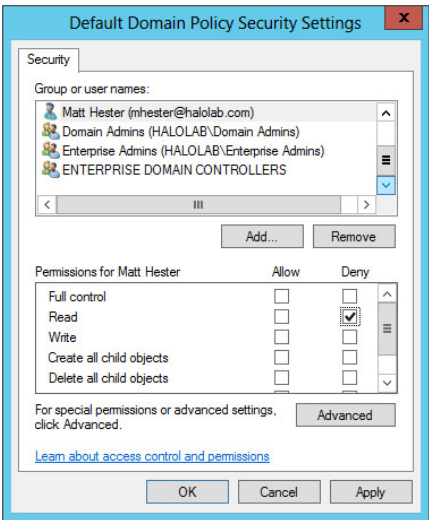 Default Domain Policy Security Settings
x
Security
Group or user names:
Matt Hester (mhester@halolab.com)
Domain Admins (HALOLAB\Domain Admins)
Enterprise Admins (HALOLAB\Enterprise Admins)
ENTERPRISE DOMAIN CONTROLLERS
Add... Remove
Permissions for Matt Hester Allow Deny
Full control
Read
Write
Create all child objects
Delete all child objects
For special permissions or advanced settings,
click Advanced. Advanced
Learn about access control and permissions
OK Cancel Apply